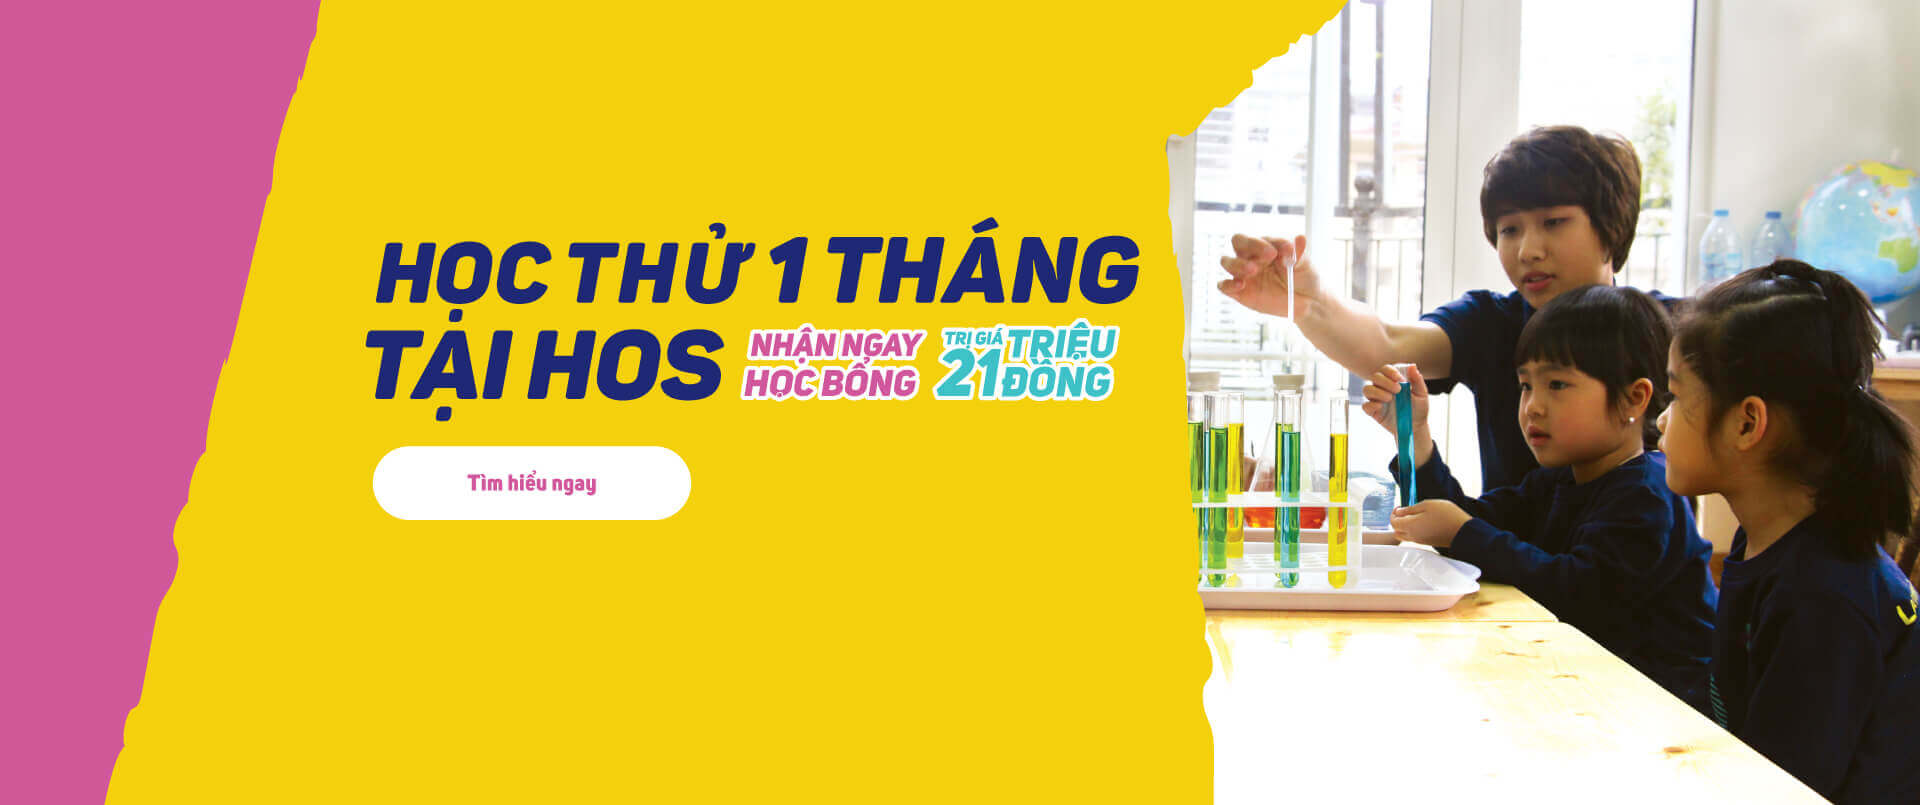 HỌC THỬ 1 THÁNG
TẠI HOS
NHẬN NGAY
HỌC BỔNG
TRỊ GIÁ
21 TRIỆU
ĐỒNG
Tìm hiểu ngay